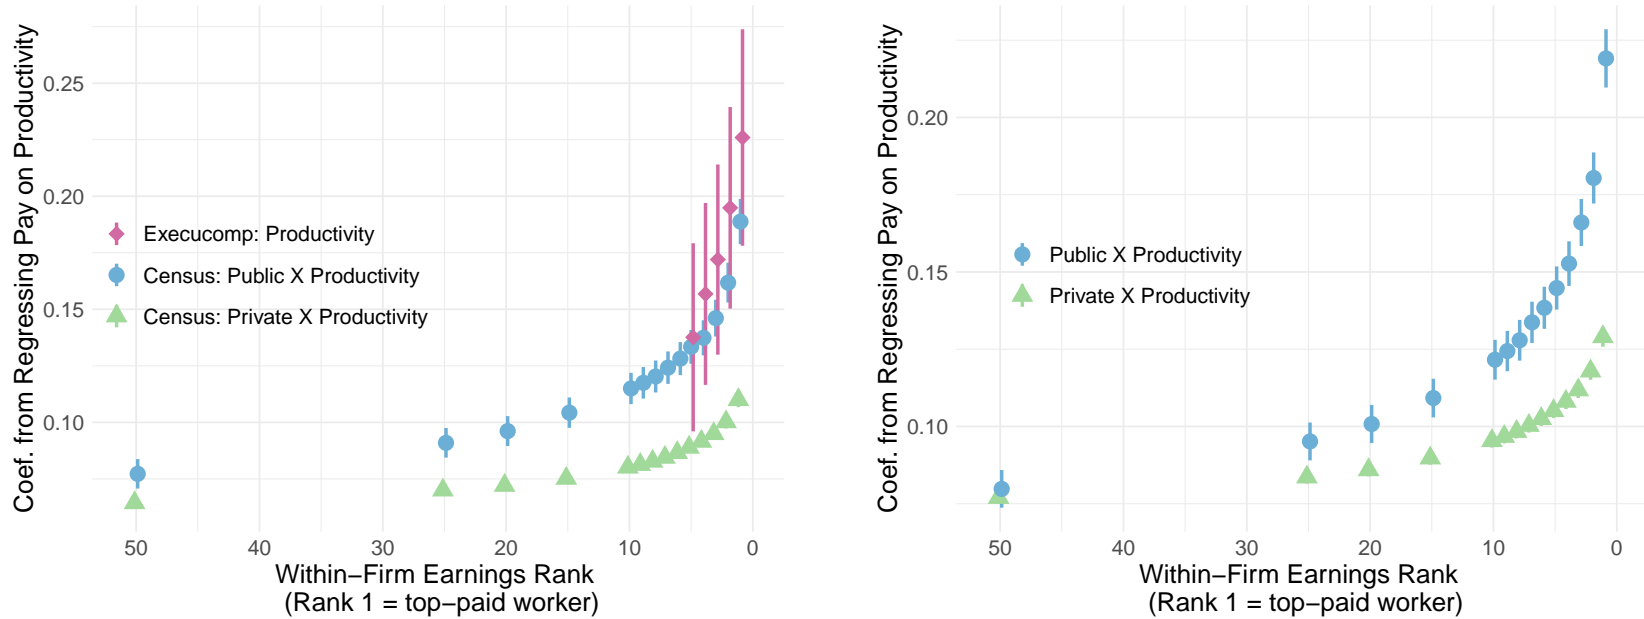 Coef. from Regressing Pay on Productivity
0.25
0.20
0.15
0.10
Execucomp: Productivity
Census: Public X Productivity
Census: Private X Productivity
50
40
30
20
10
0
Within−Firm Earnings Rank
(Rank 1 = top−paid worker)
Coef. from Regressing Pay on Productivity
0.20
0.15
0.10
Public X Productivity
Private X Productivity
50
40
30
20
10
0
Within−Firm Earnings Rank
(Rank 1 = top−paid worker)